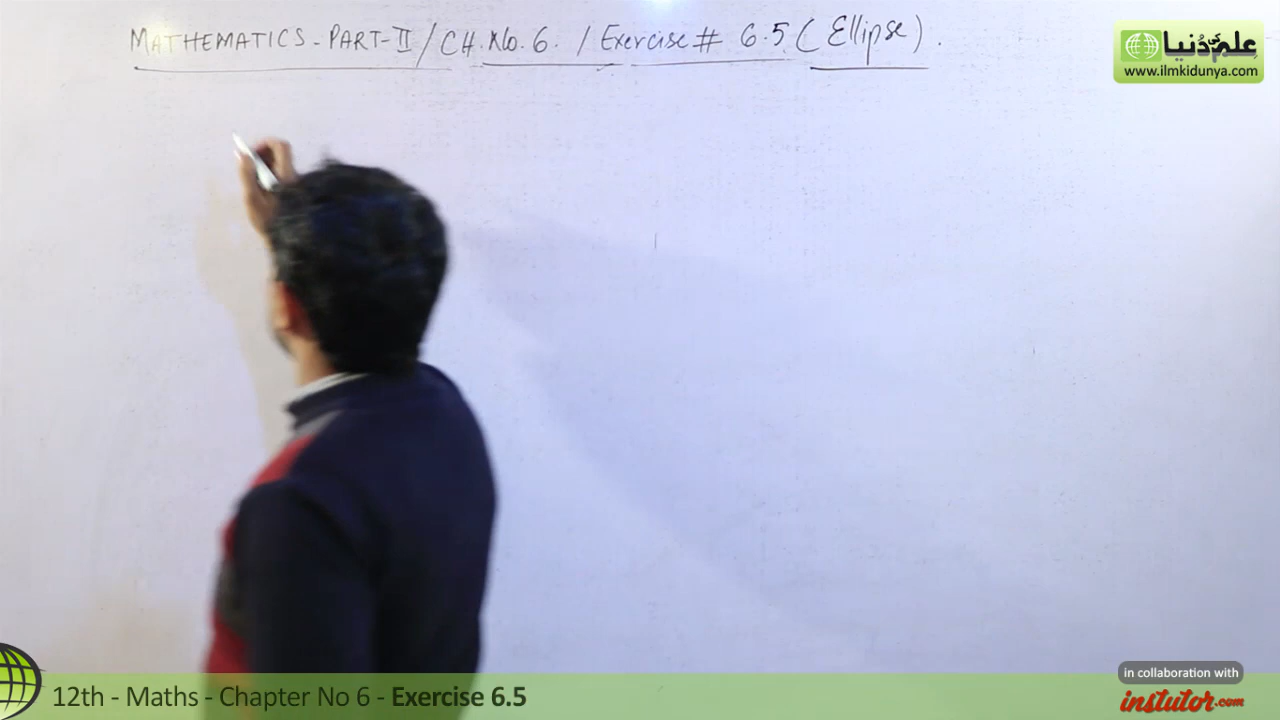 MATHEMATICS - PART-II / CH.No. 6. / Exercise # 6.5 ( Ellipse ) .
علم کی دُنیا
www.ilmkidunya.com
in collaboration with
instutor.com
12th - Maths - Chapter No 6 - Exercise 6.5